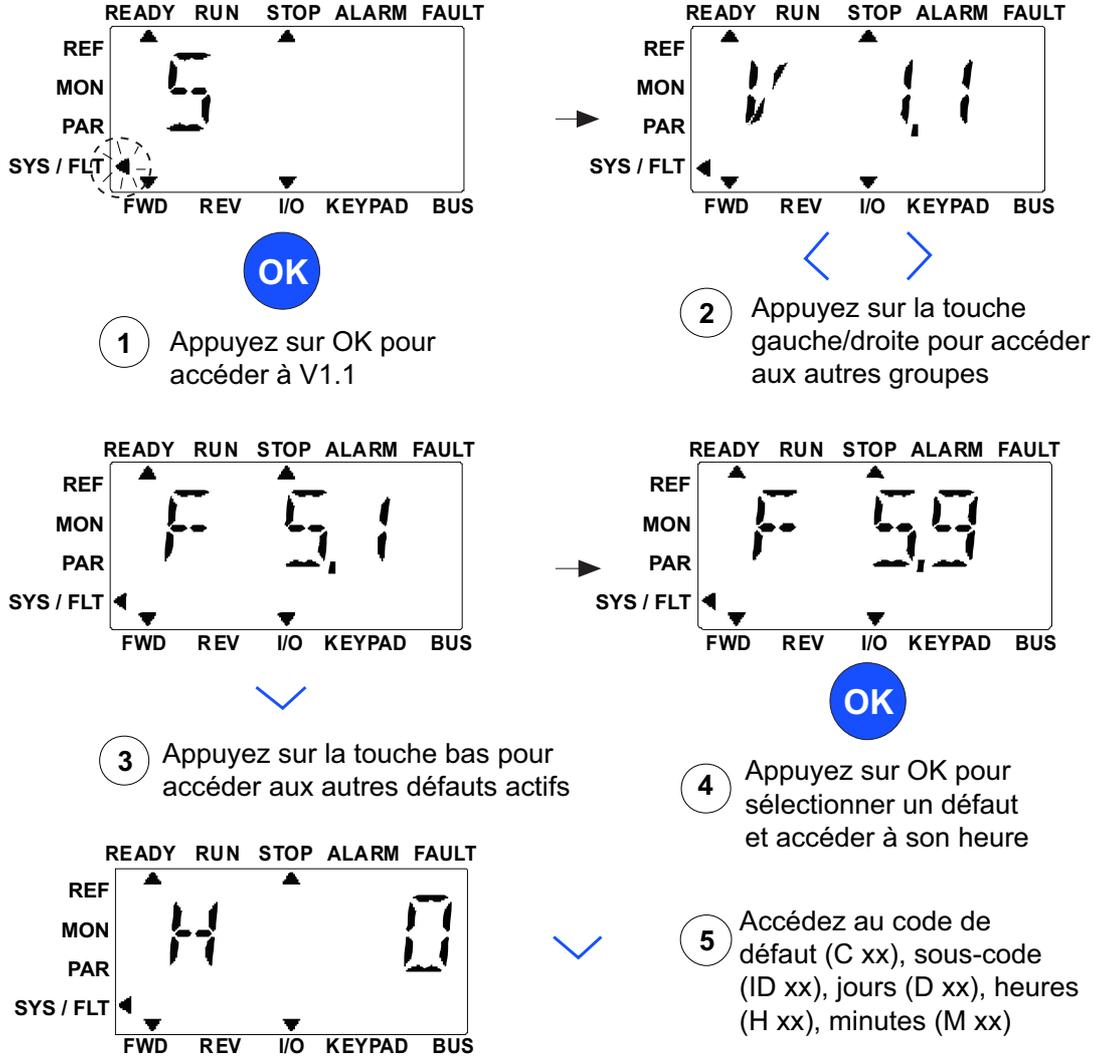 READY RUN STOP ALARM FAULT
REF
MON
PAR
SYS / FLT
S
FWD REV I/O KEYPAD BUS
READY RUN STOP ALARM FAULT
REF
MON
PAR
SYS / FLT
V 1.1
FWD REV I/O KEYPAD BUS
OK
1 Appuyez sur OK pour
accéder à V1.1
2 Appuyez sur la touche
gauche/droite pour accéder
aux autres groupes
READY RUN STOP ALARM FAULT
REF
MON
PAR
SYS / FLT
F 5.1
FWD REV I/O KEYPAD BUS
READY RUN STOP ALARM FAULT
REF
MON
PAR
SYS / FLT
F 5.9
FWD REV I/O KEYPAD BUS
3 Appuyez sur la touche bas pour
accéder aux autres défauts actifs
OK
4 Appuyez sur OK pour
sélectionner un défaut
et accéder à son heure
READY RUN STOP ALARM FAULT
REF
MON
PAR
SYS / FLT
H 0
FWD REV I/O KEYPAD BUS
5 Accédez au code de
défaut (C xx), sous-code
(ID xx), jours (D xx), heures
(H xx), minutes (M xx)